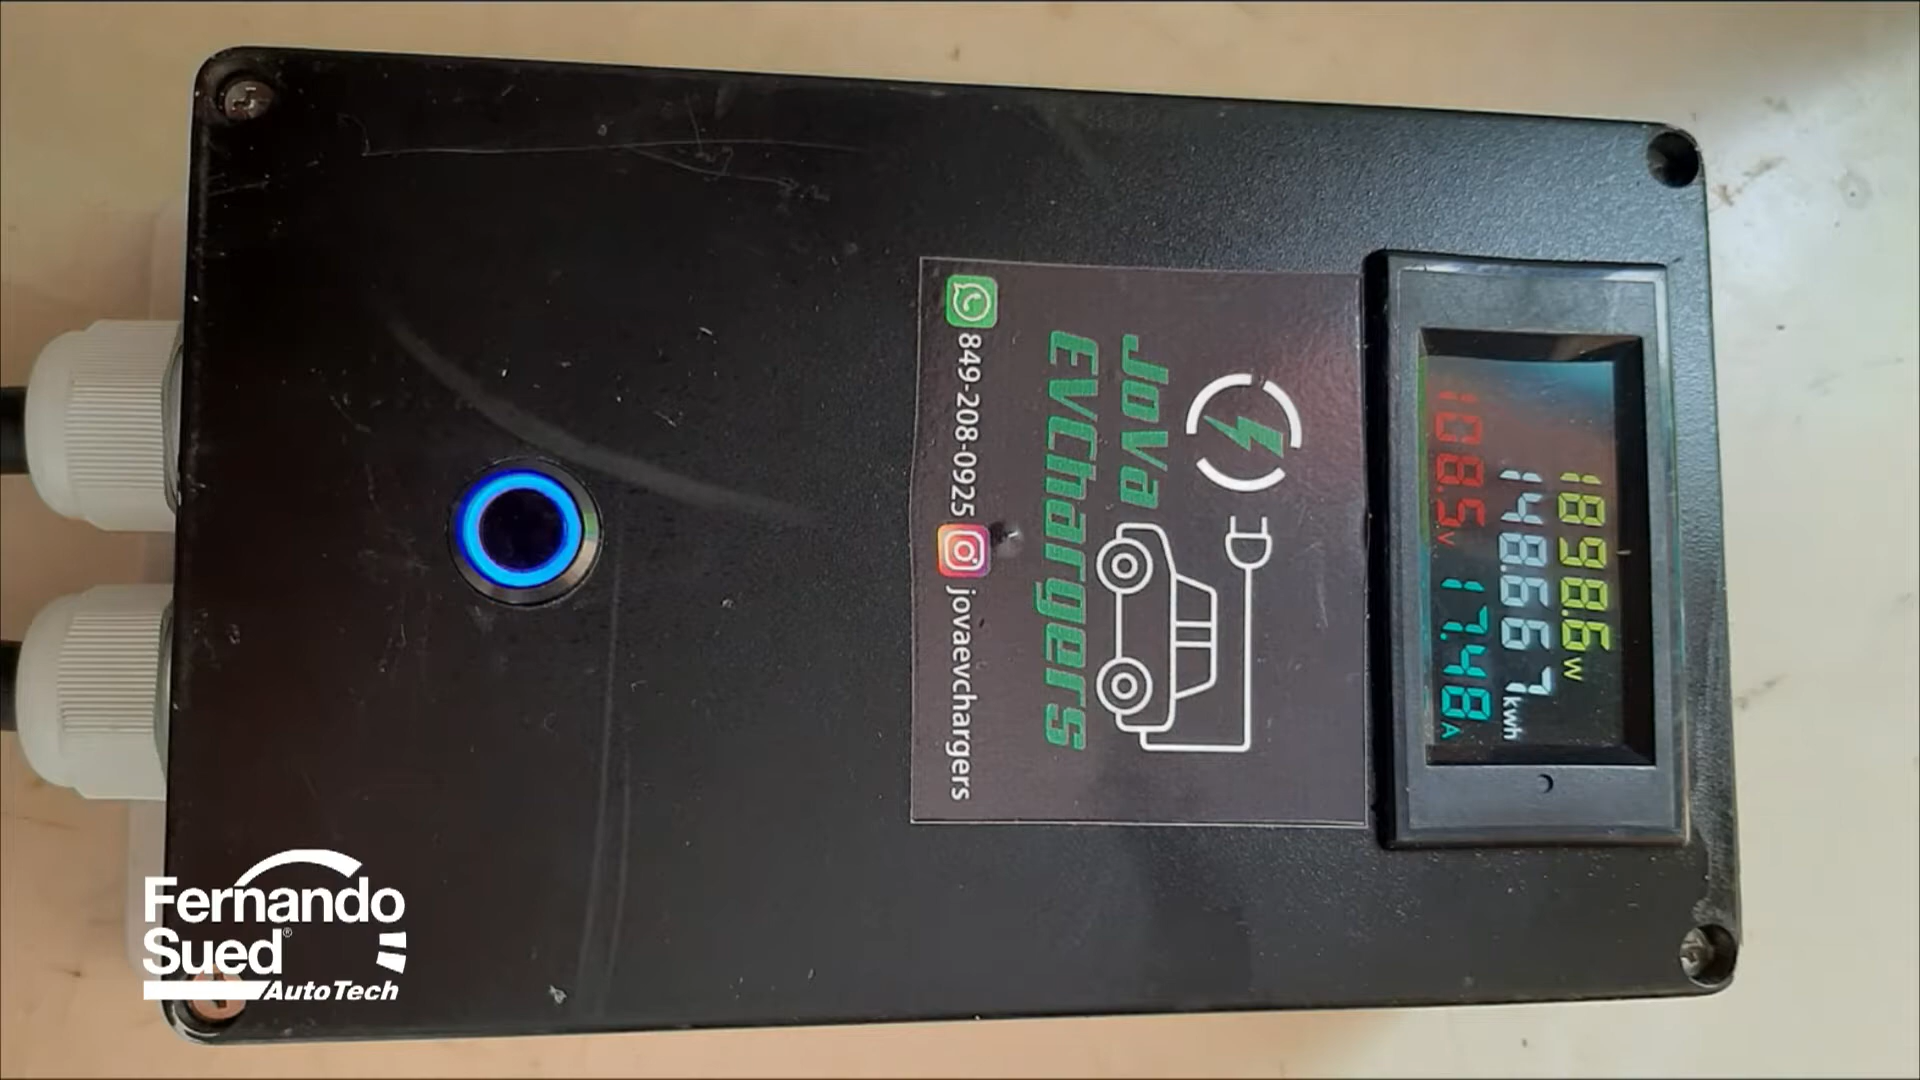 1898.6W
148.667kwh
108.5V 17.48A
JoVa
EVChargers
849-208-0925 jovaevchargers
Fernando
Sued®
AutoTech